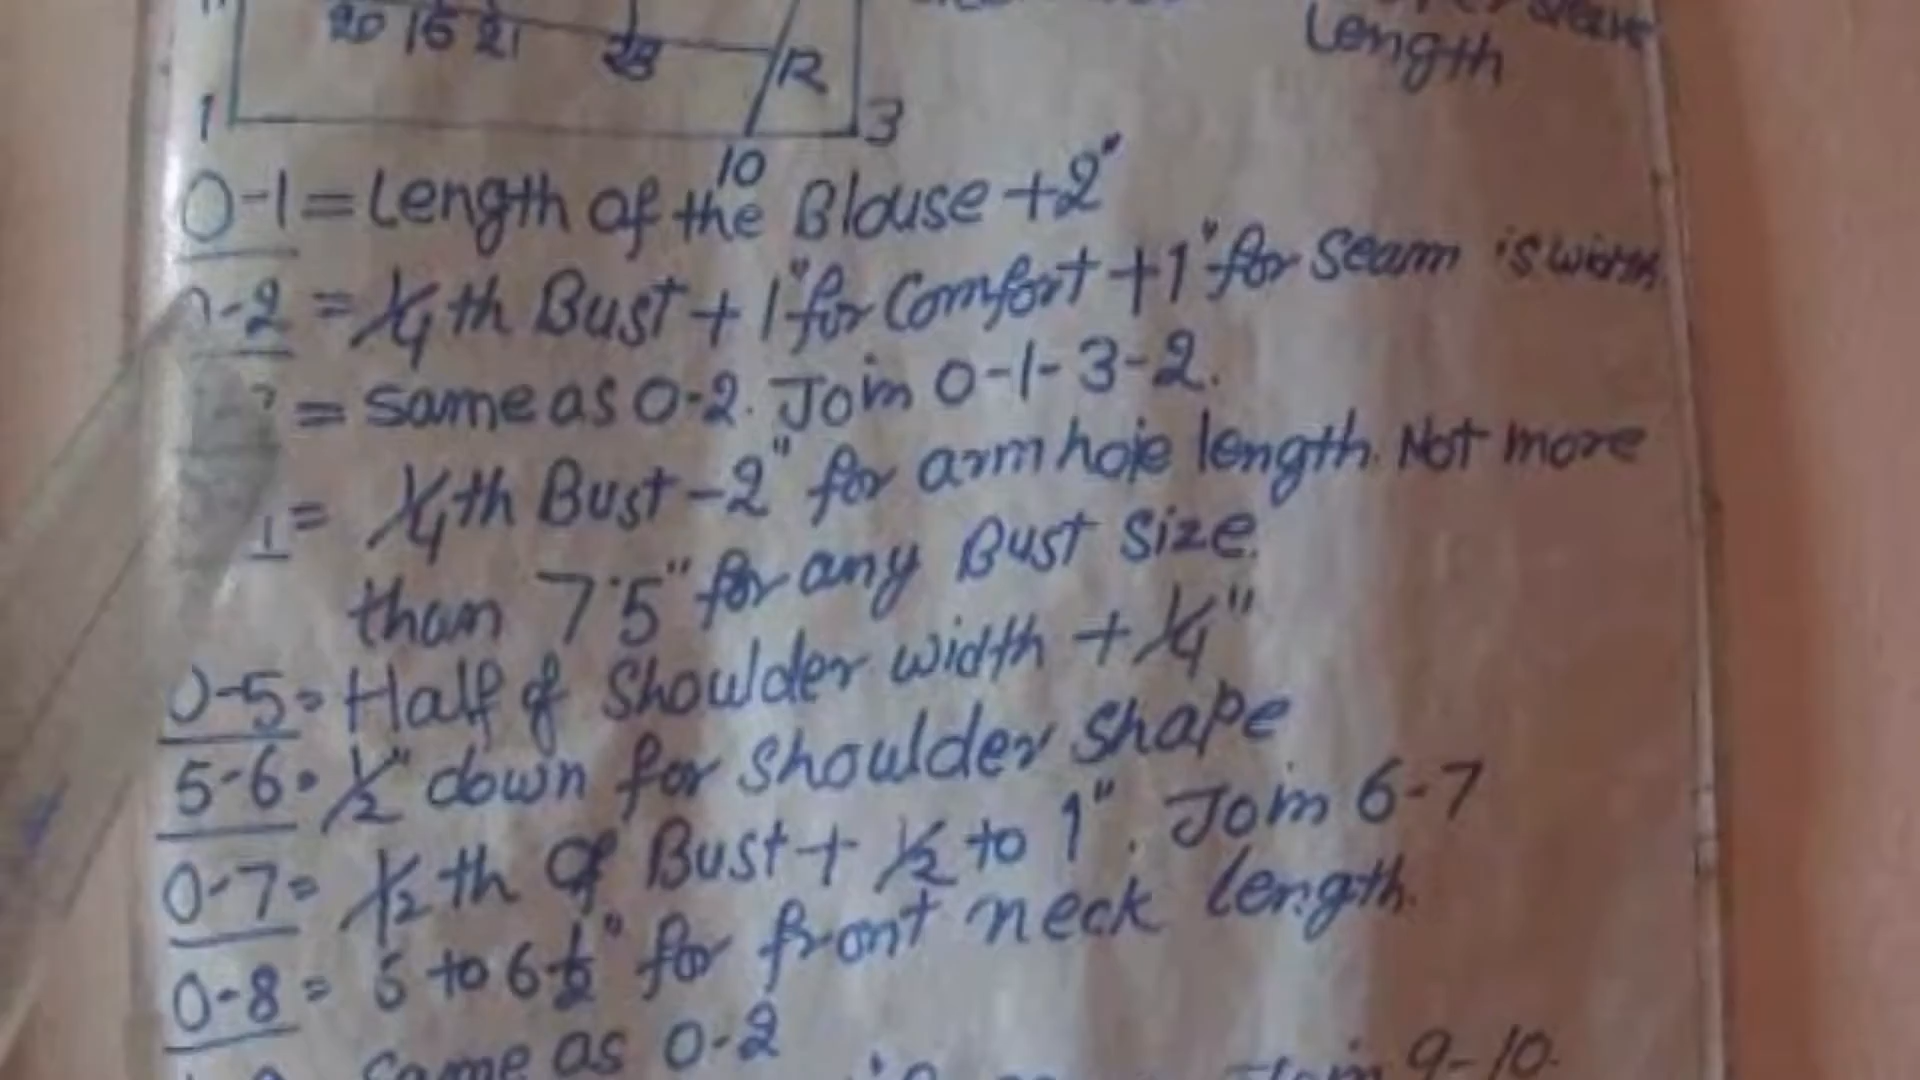 20 15 21 23 R
Length
1 3
10
0-1 = Length of the Blouse + 2"
-2 = 1/4th Bust + 1" for Comfort + 1" for Seam is width
= Same as 0-2. Join 0-1-3-2.
= 1/4th Bust - 2" for arm hole length. Not more
than 7.5" for any Bust Size.
0-5 = Half of Shoulder width + 1/4"
5-6 = 1/2" down for Shoulder Shape
0-7 = 1/2th of Bust + 1/2 to 1". Join 6-7
0-8 = 5 to 6 1/2" for front neck length.
Same as 0-2
Join 9-10.